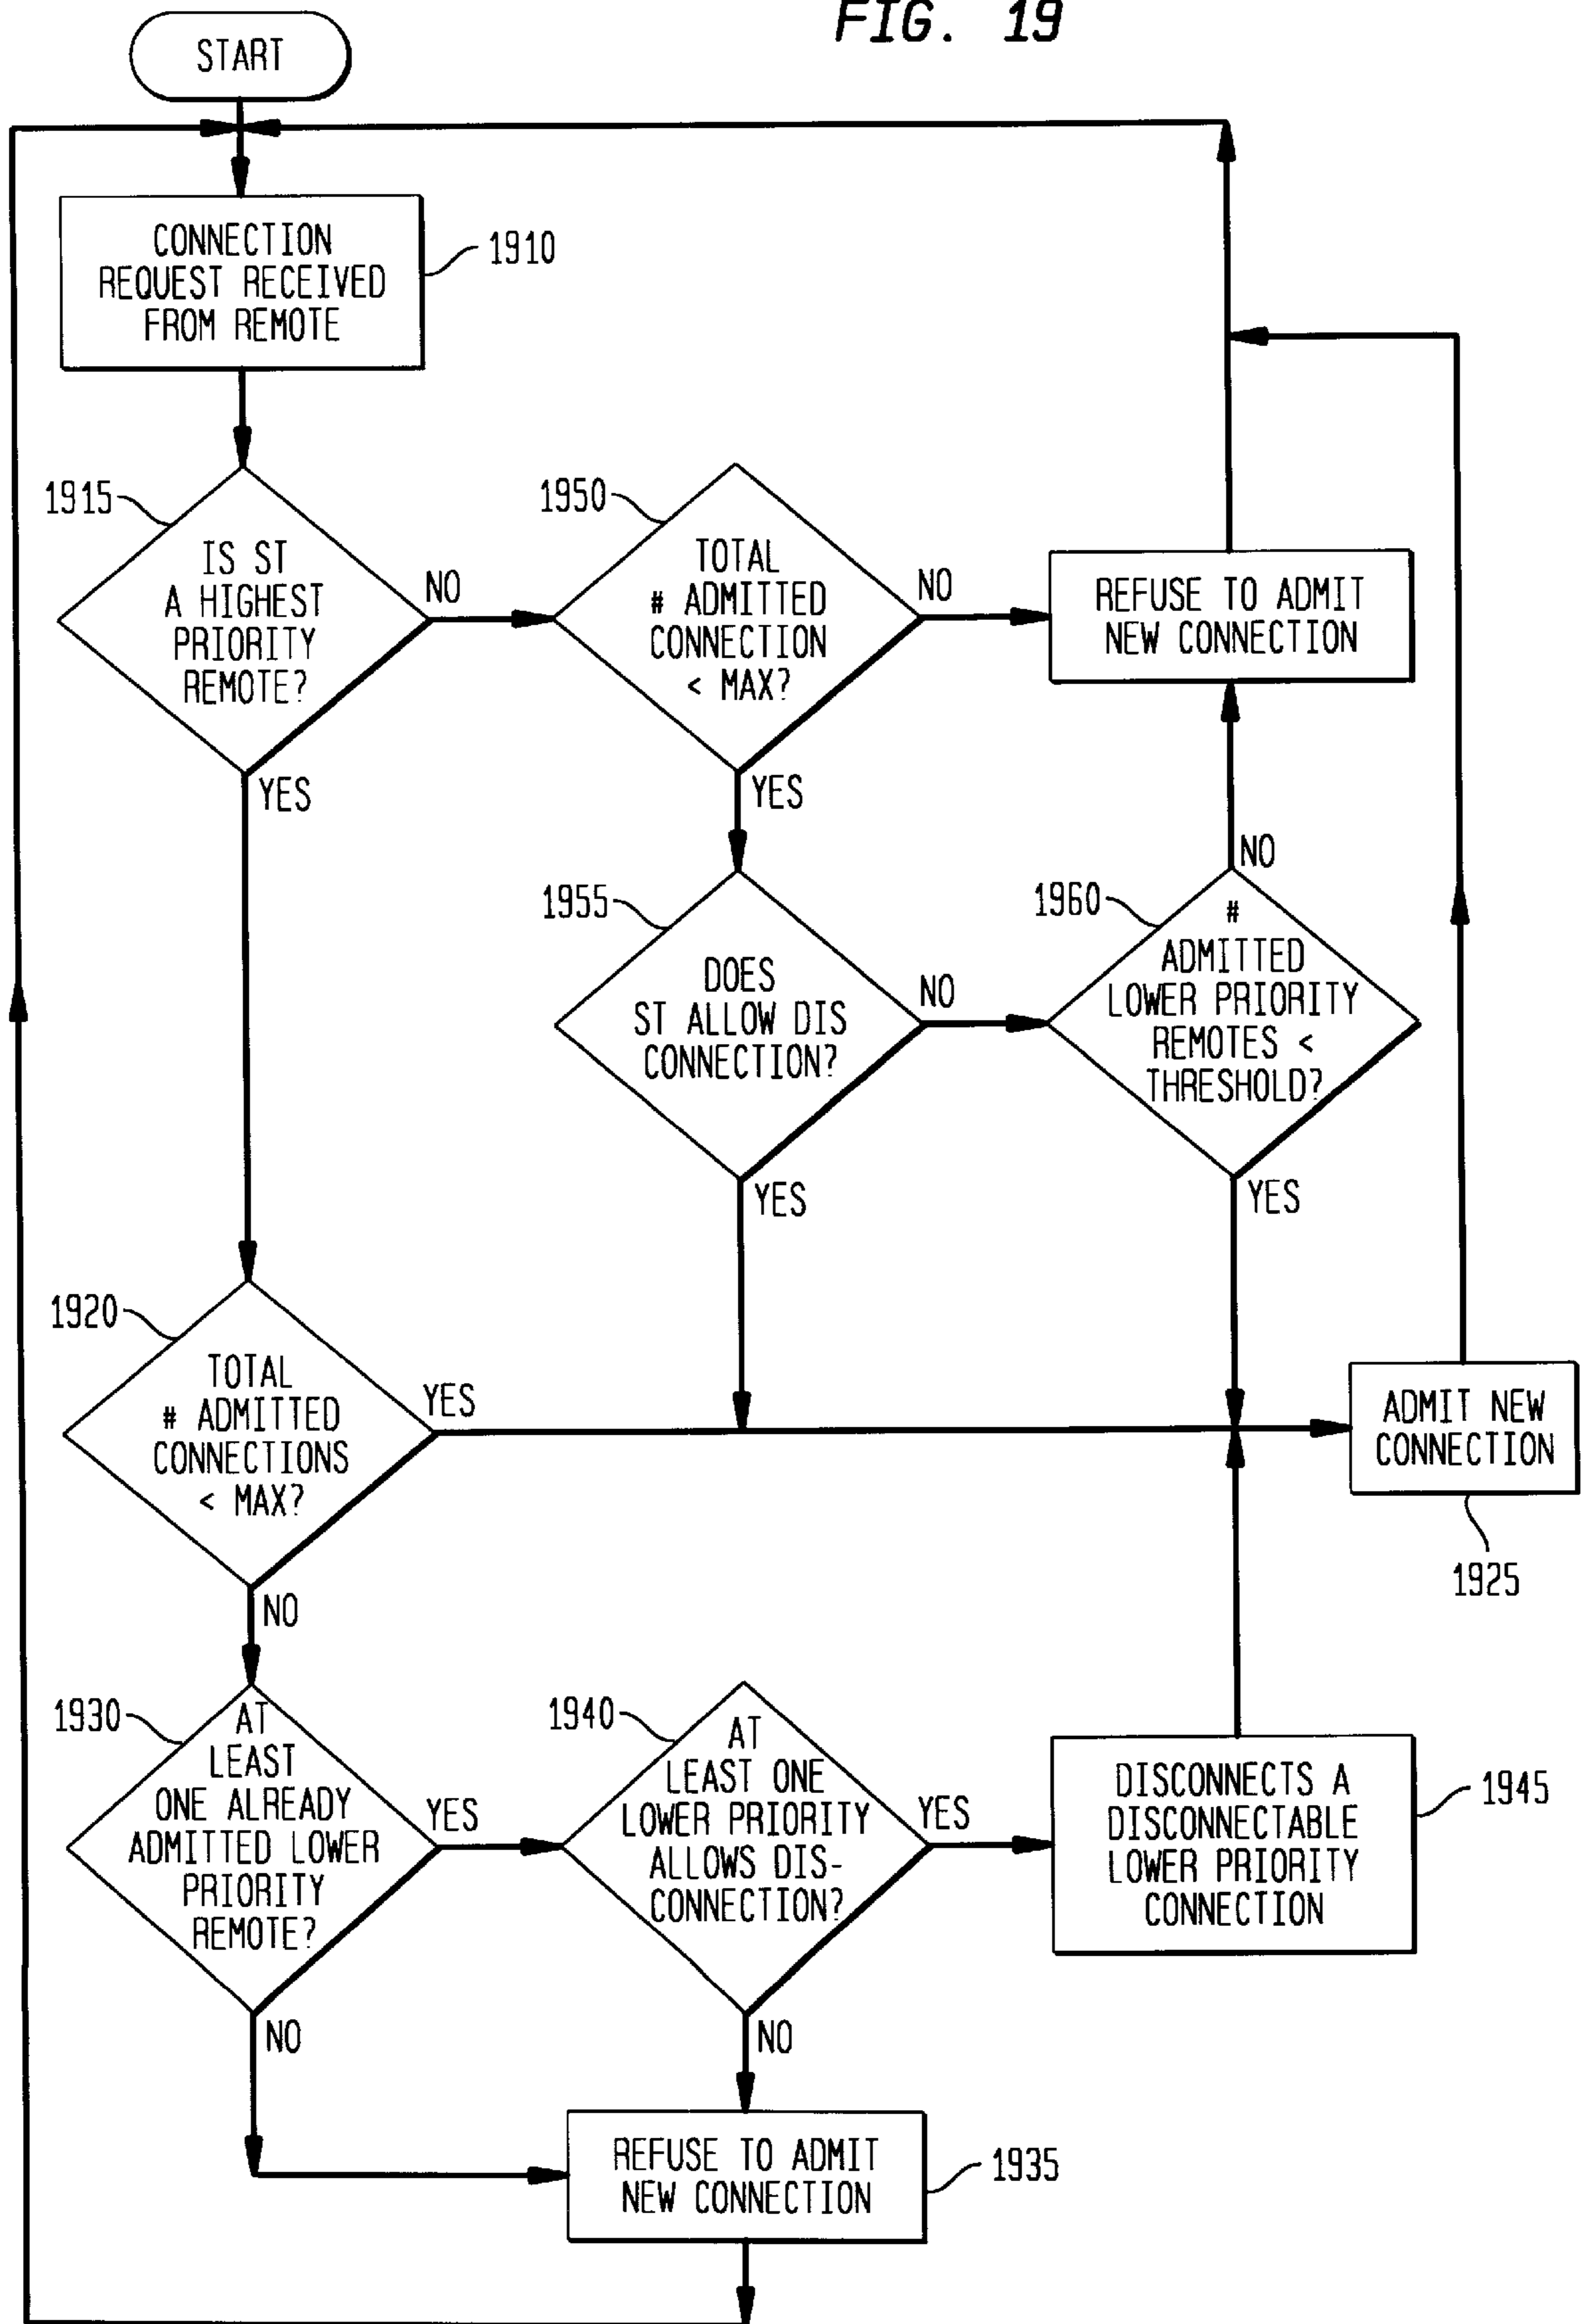 FIG. 19
START
CONNECTION
REQUEST RECEIVED
FROM REMOTE
1910
1915
IS ST
A HIGHEST
PRIORITY
REMOTE?
NO
YES
1950
TOTAL
# ADMITTED
CONNECTION
< MAX?
NO
YES
REFUSE TO ADMIT
NEW CONNECTION
1955
DOES
ST ALLOW DIS
CONNECTION?
NO
YES
1960
#
ADMITTED
LOWER PRIORITY
REMOTES <
THRESHOLD?
NO
YES
1920
TOTAL
# ADMITTED
CONNECTIONS
< MAX?
YES
NO
ADMIT NEW
CONNECTION
1925
1930
AT
LEAST
ONE ALREADY
ADMITTED LOWER
PRIORITY
REMOTE?
YES
NO
1940
AT
LEAST ONE
LOWER PRIORITY
ALLOWS DIS-
CONNECTION?
YES
NO
DISCONNECTS A
DISCONNECTABLE
LOWER PRIORITY
CONNECTION
1945
REFUSE TO ADMIT
NEW CONNECTION
1935